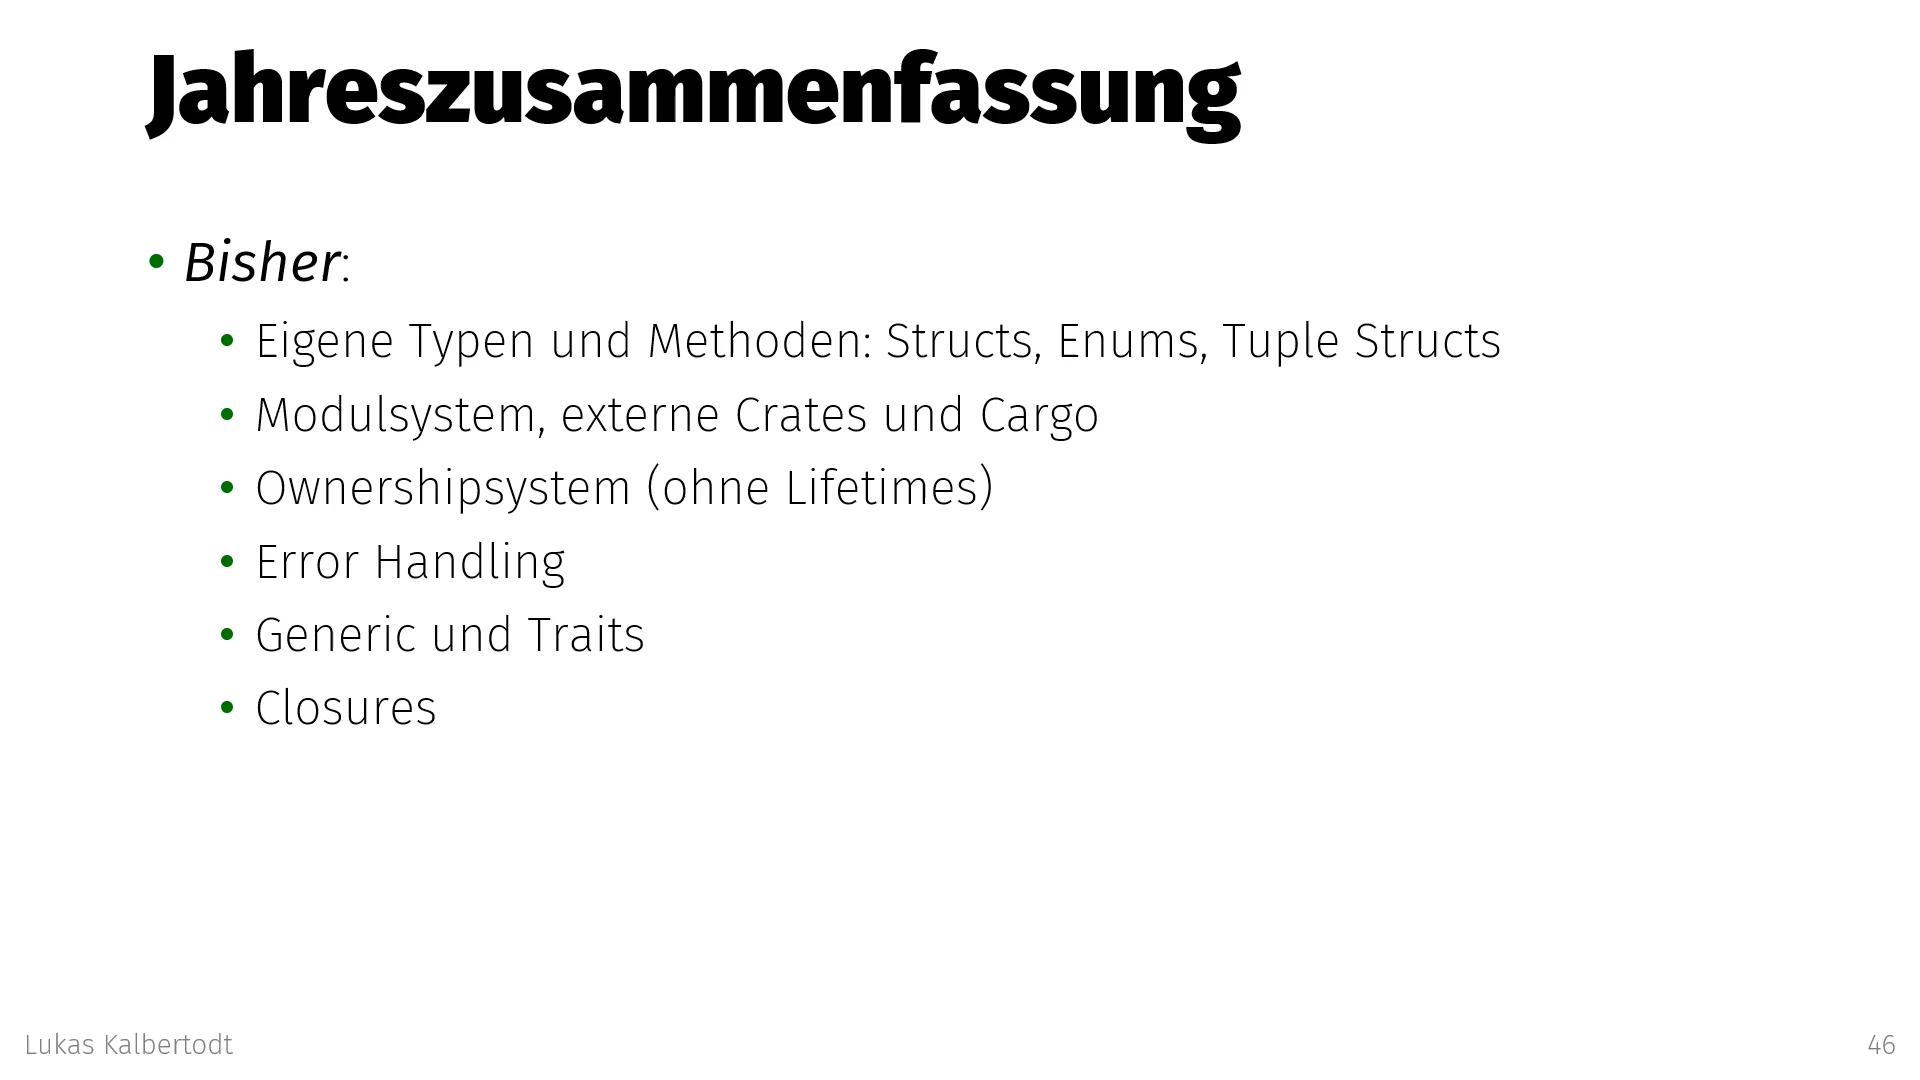 Jahreszusammenfassung
• Bisher:
• Eigene Typen und Methoden: Structs, Enums, Tuple Structs
• Modulsystem, externe Crates und Cargo
• Ownershipsystem (ohne Lifetimes)
• Error Handling
• Generic und Traits
• Closures
Lukas Kalbertodt
46